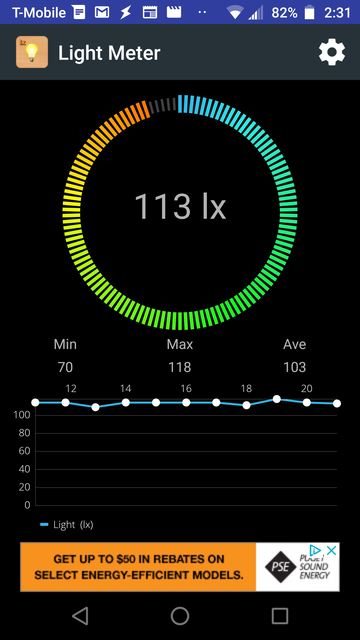 T-Mobile 82% 2:31
Light Meter
113 lx
Min Max Ave
70 118 103
12 14 16 18 20
100
80
60
40
20
0
Light (lx)
GET UP TO $50 IN REBATES ON
SELECT ENERGY-EFFICIENT MODELS.
PSE
SOUND
ENERGY